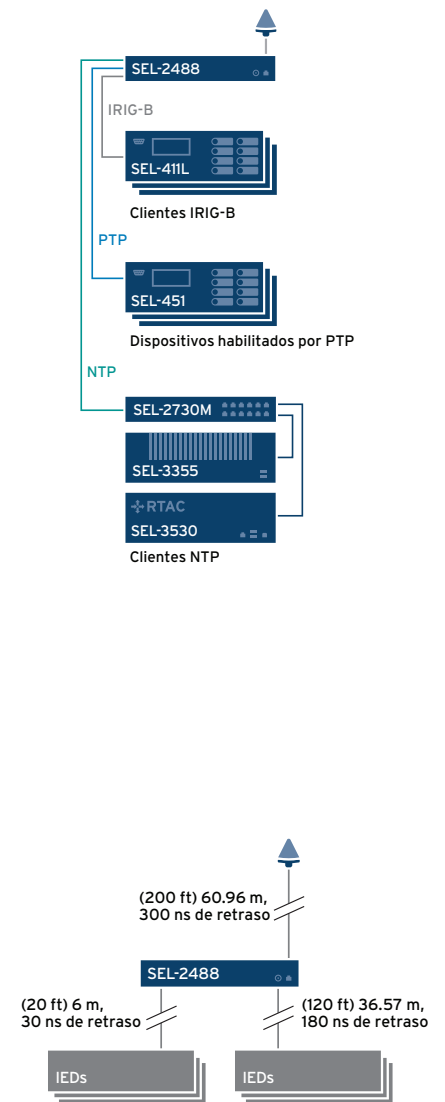 SEL-2488
IRIG-B
SEL-411L
Clientes IRIG-B
PTP
SEL-451
Dispositivos habilitados por PTP
NTP
SEL-2730M
SEL-3355
RTAC
SEL-3530
Clientes NTP
(200 ft) 60.96 m,
300 ns de retraso
SEL-2488
(20 ft) 6 m,
30 ns de retraso
(120 ft) 36.57 m,
180 ns de retraso
IEDs
IEDs